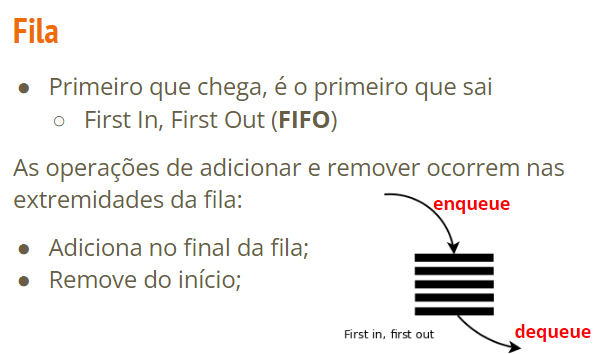 Fila
● Primeiro que chega, é o primeiro que sai
○ First In, First Out (FIFO)
As operações de adicionar e remover ocorrem nas
extremidades da fila:
● Adiciona no final da fila;
● Remove do início;
enqueue
First in, first out
dequeue